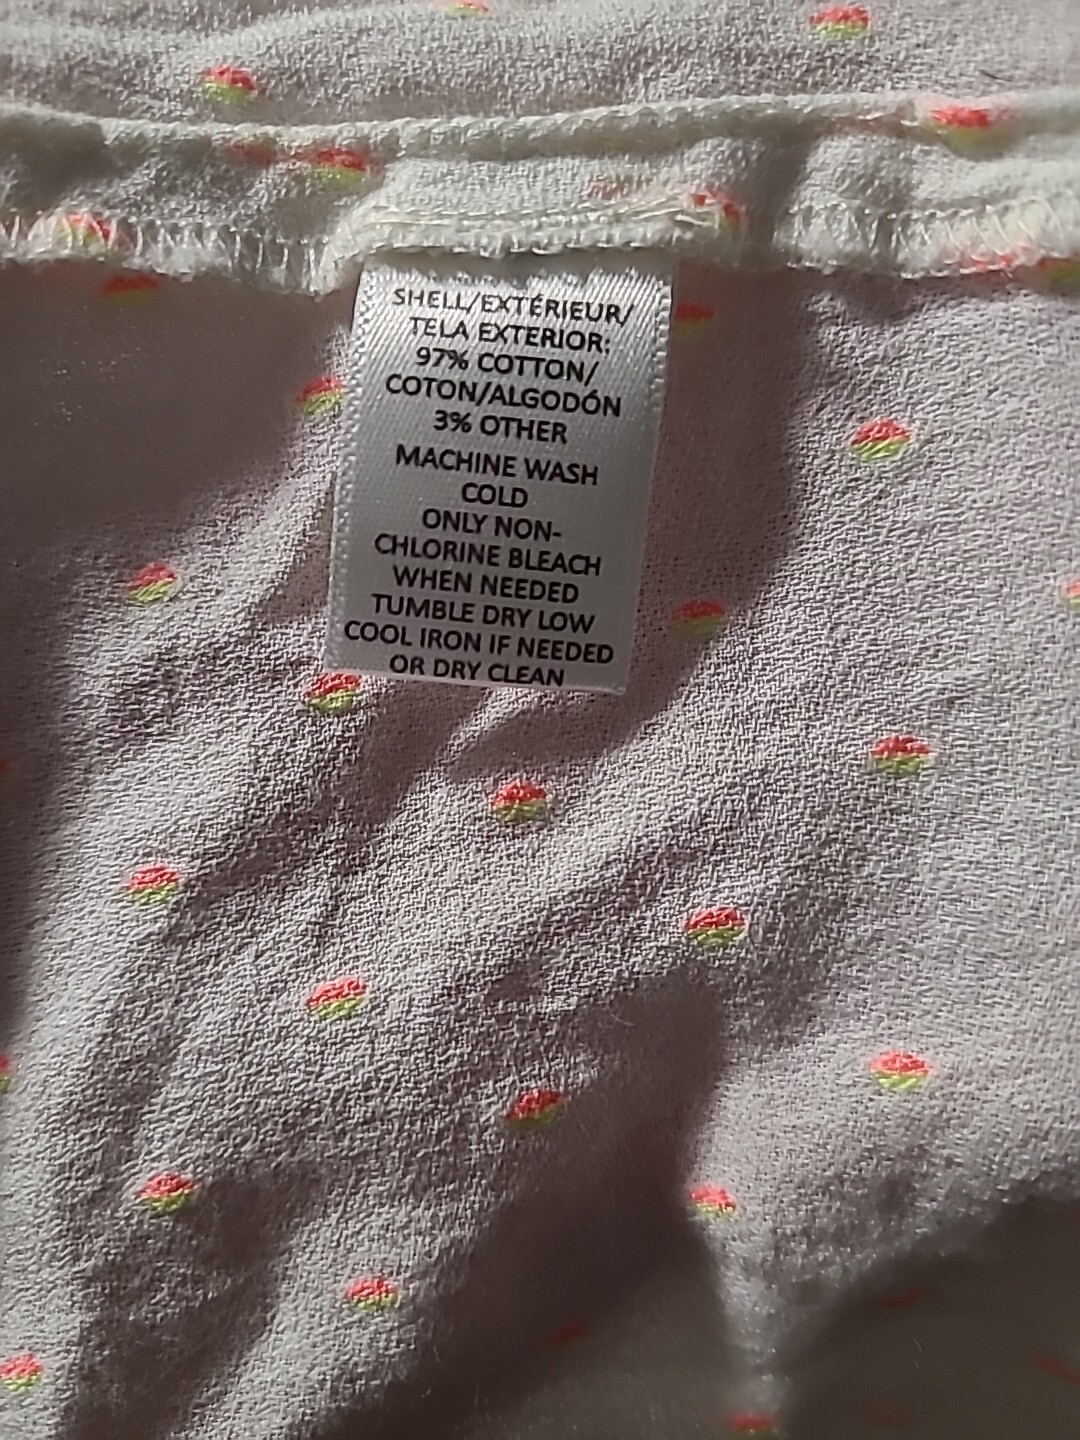 SHELL/EXTÉRIEUR/
TELA EXTERIOR:
97% COTTON/
COTON/ALGODÓN
3% OTHER
MACHINE WASH
COLD
ONLY NON-
CHLORINE BLEACH
WHEN NEEDED
TUMBLE DRY LOW
COOL IRON IF NEEDED
OR DRY CLEAN